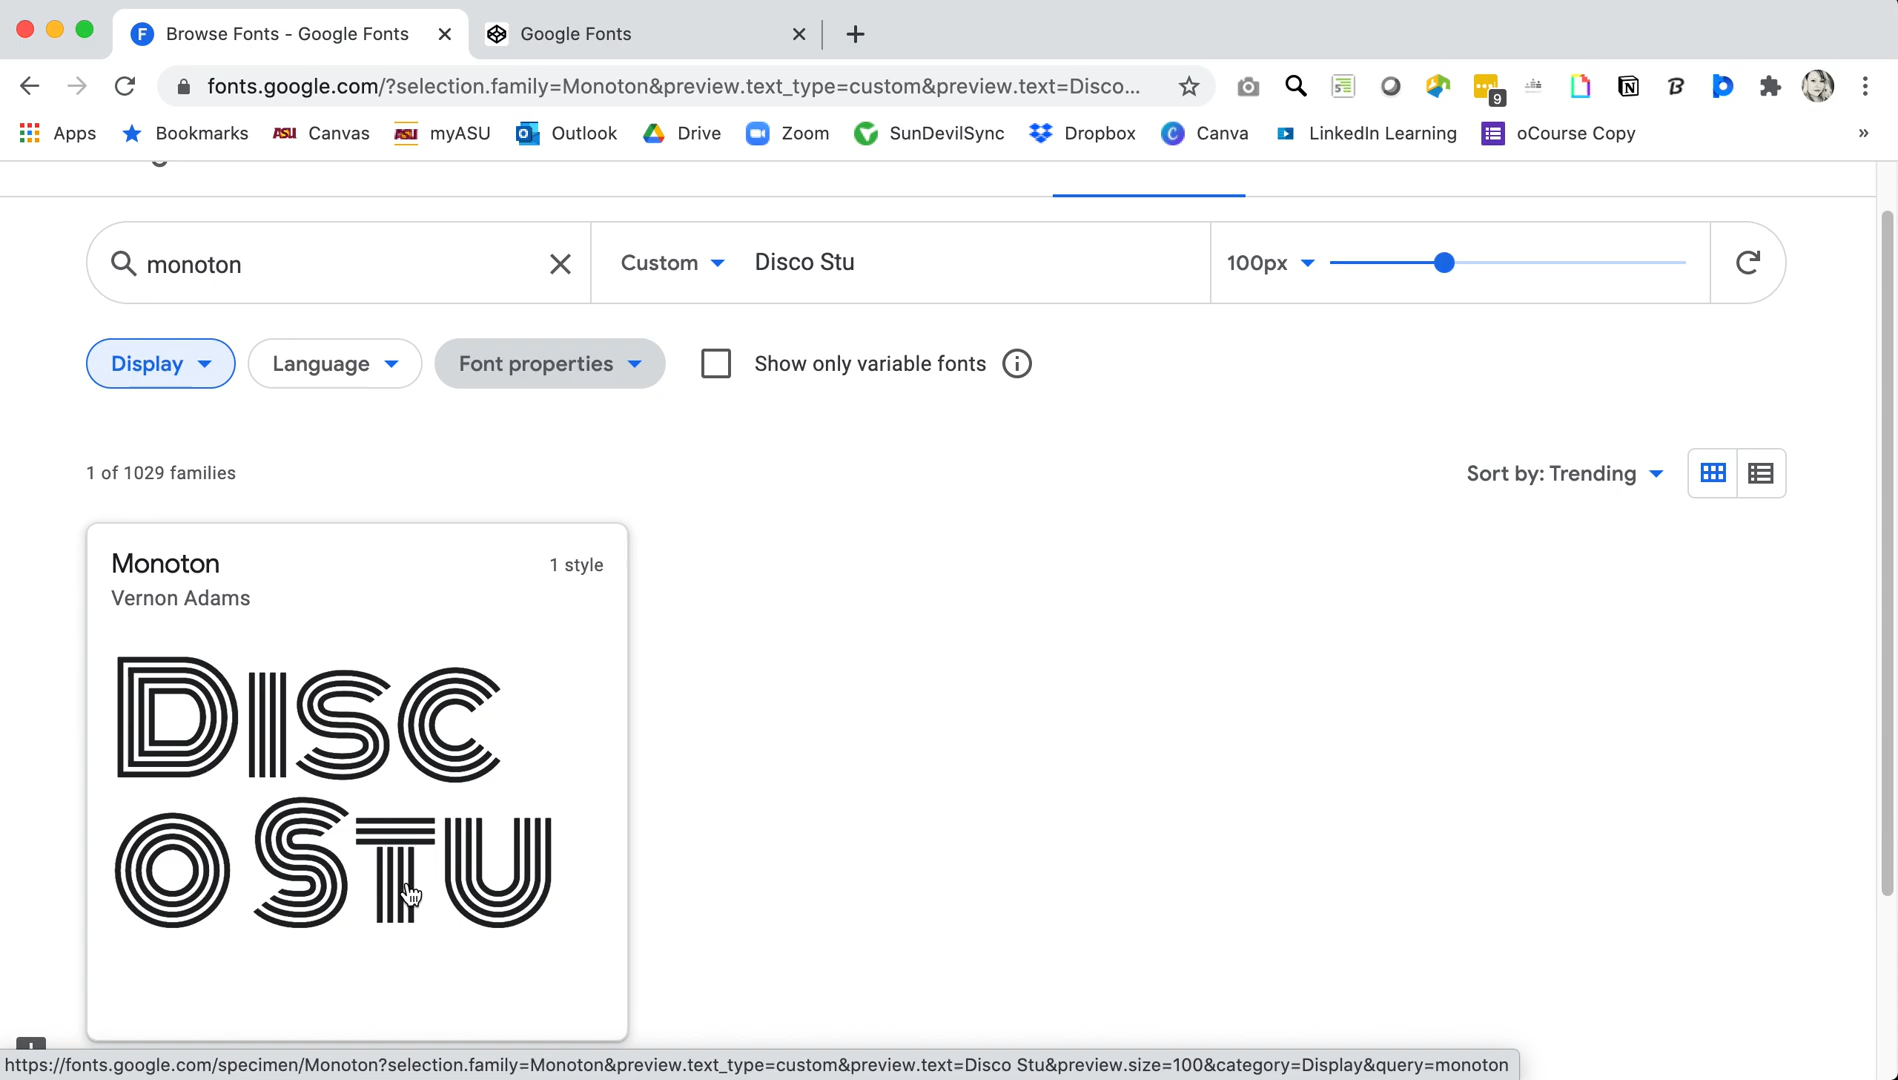 Browse Fonts - Google Fonts
Google Fonts
fonts.google.com/?selection.family=Monoton&preview.text_type=custom&preview.text=Disco...
9
Apps
Bookmarks
ASU Canvas
ASU myASU
Outlook
Drive
Zoom
SunDevilSync
Dropbox
Canva
LinkedIn Learning
oCourse Copy
»
monoton
Custom
Disco Stu
100px
Display
Language
Font properties
Show only variable fonts
1 of 1029 families
Sort by: Trending
Monoton
1 style
Vernon Adams
Disc
o Stu
https://fonts.google.com/specimen/Monoton?selection.family=Monoton&preview.text_type=custom&preview.text=Disco Stu&preview.size=100&category=Display&query=monoton